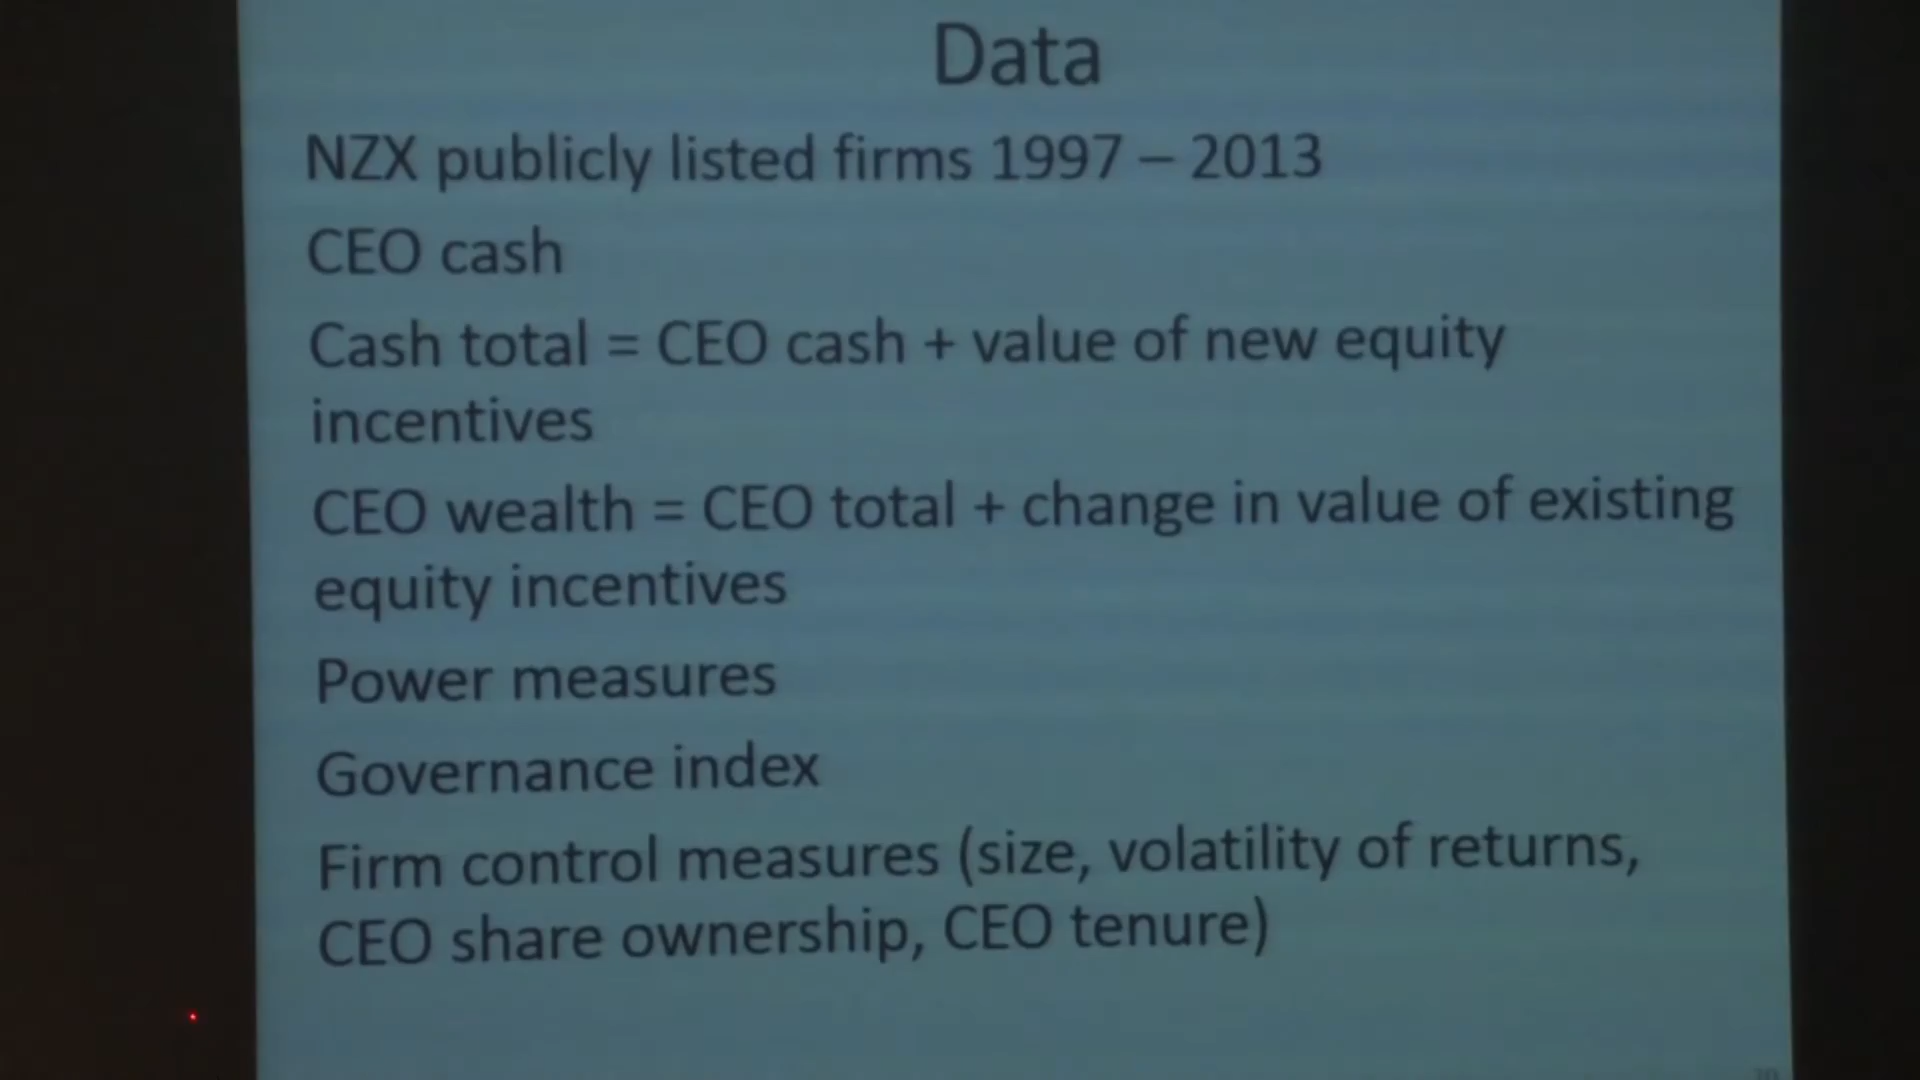 Data
NZX publicly listed firms 1997 – 2013
CEO cash
Cash total = CEO cash + value of new equity
incentives
CEO wealth = CEO total + change in value of existing
equity incentives
Power measures
Governance index
Firm control measures (size, volatility of returns,
CEO share ownership, CEO tenure)